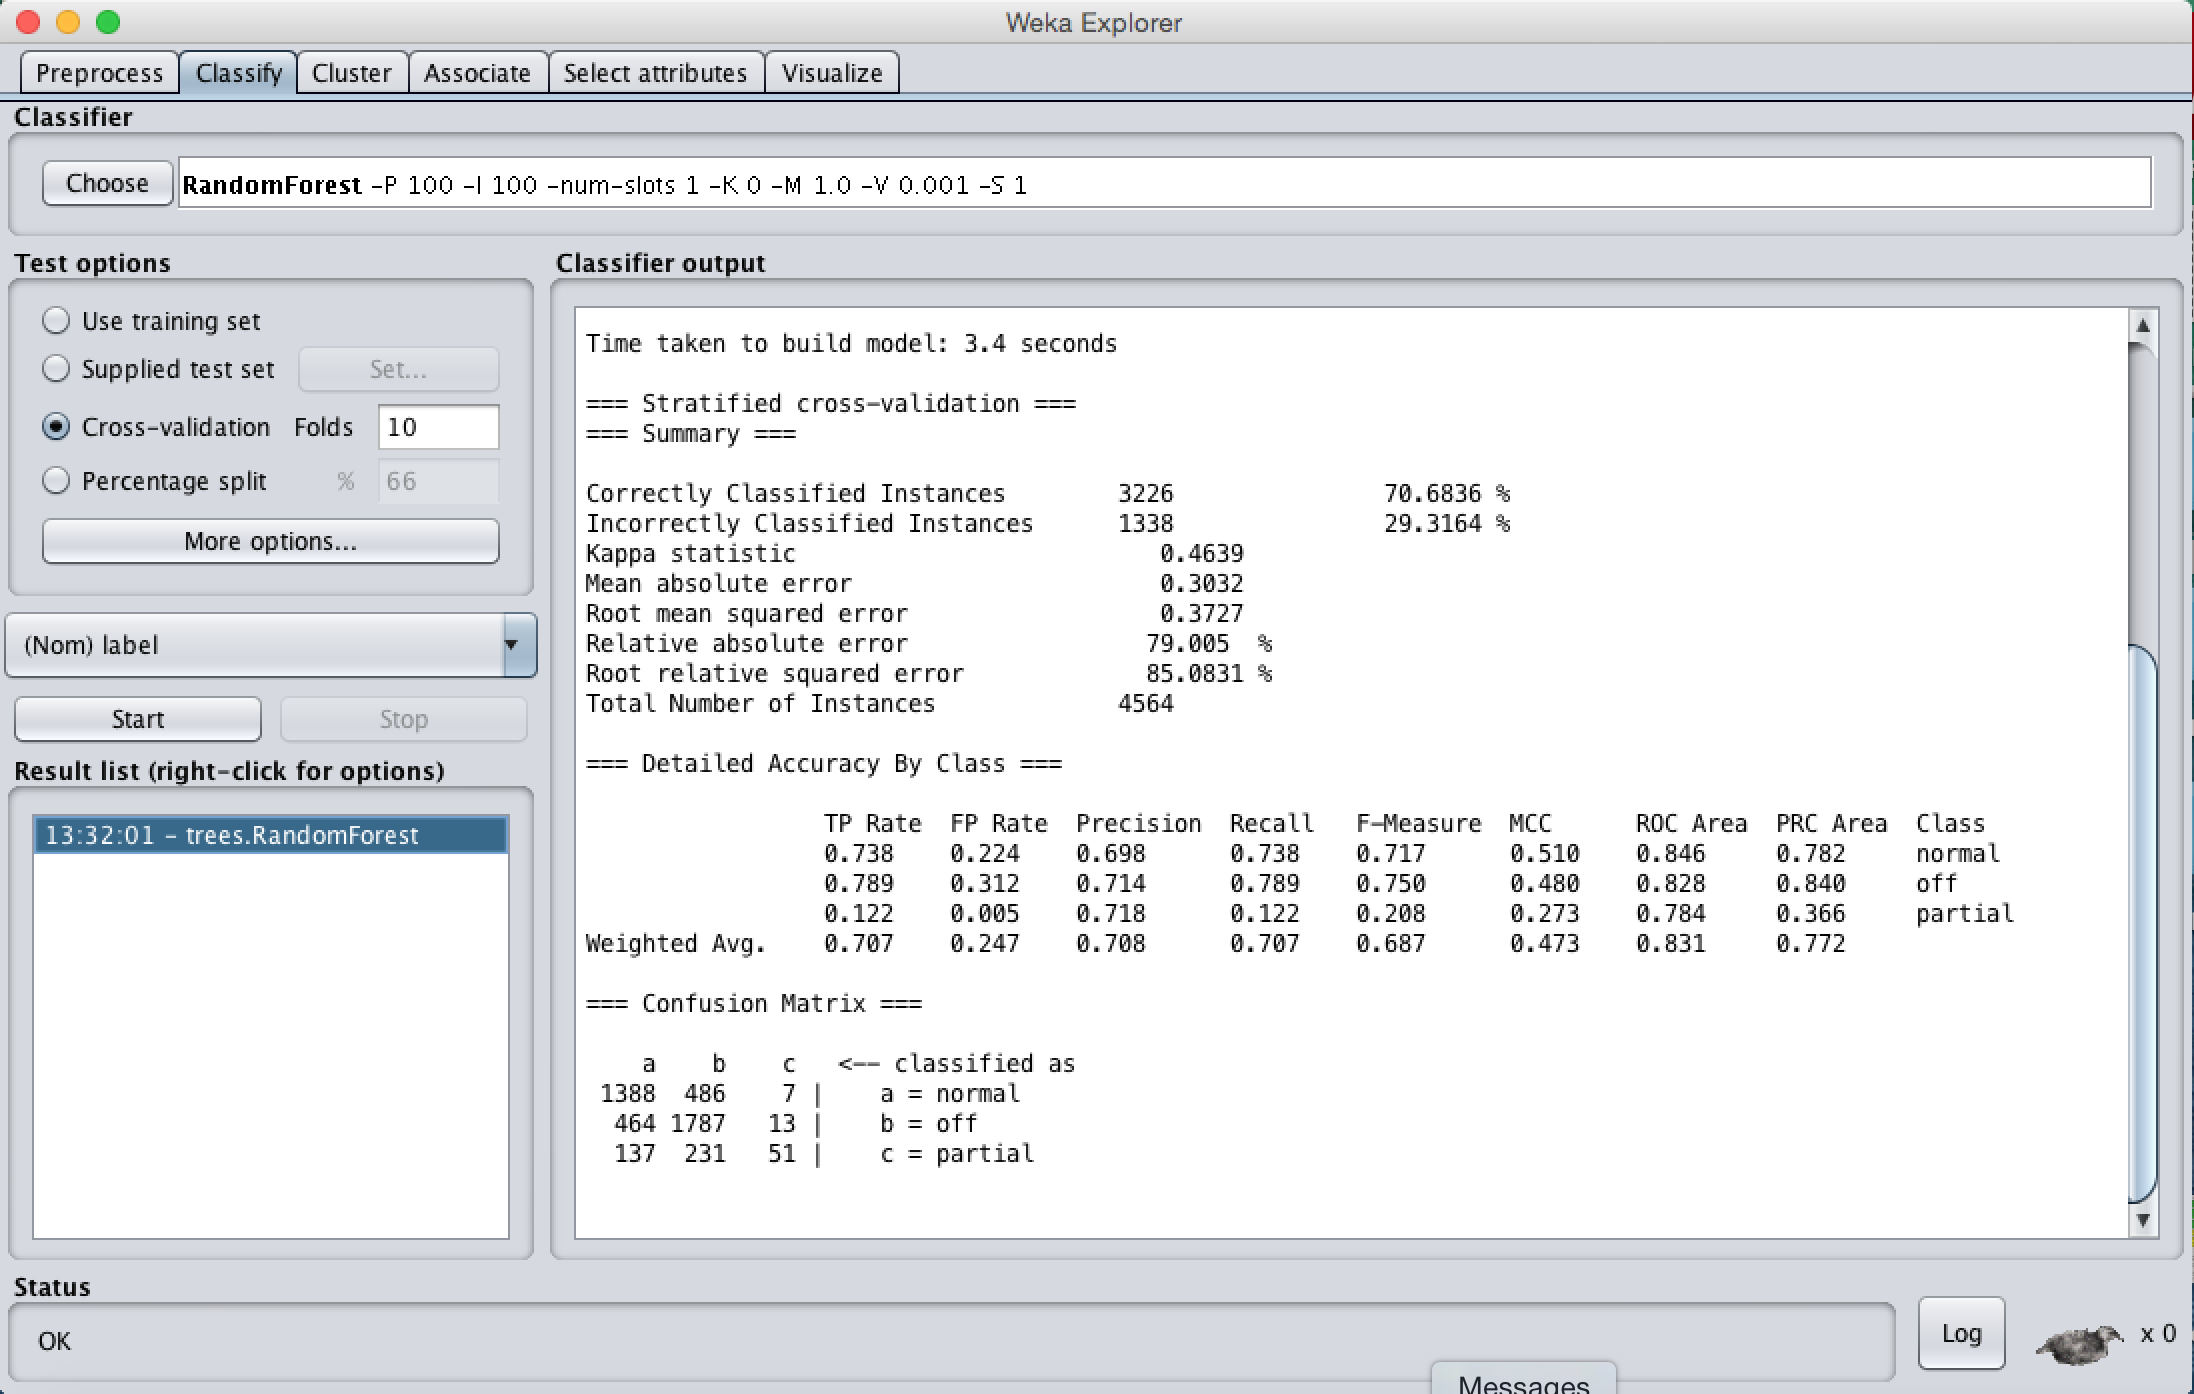 Weka Explorer
Preprocess Classify Cluster Associate Select attributes Visualize
Classifier
Choose RandomForest -P 100 -I 100 -num-slots 1 -K 0 -M 1.0 -V 0.001 -S 1
Test options
Use training set
Supplied test set Set...
Cross-validation Folds 10
Percentage split % 66
More options...
(Nom) label
Start Stop
Result list (right-click for options)
13:32:01 - trees.RandomForest
Classifier output
Time taken to build model: 3.4 seconds
=== Stratified cross-validation ===
=== Summary ===
Correctly Classified Instances 3226 70.6836 %
Incorrectly Classified Instances 1338 29.3164 %
Kappa statistic 0.4639
Mean absolute error 0.3032
Root mean squared error 0.3727
Relative absolute error 79.005 %
Root relative squared error 85.0831 %
Total Number of Instances 4564
=== Detailed Accuracy By Class ===
TP Rate FP Rate Precision Recall F-Measure MCC ROC Area PRC Area Class
0.738 0.224 0.698 0.738 0.717 0.510 0.846 0.782 normal
0.789 0.312 0.714 0.789 0.750 0.480 0.828 0.840 off
0.122 0.005 0.718 0.122 0.208 0.273 0.784 0.366 partial
Weighted Avg. 0.707 0.247 0.708 0.707 0.687 0.473 0.831 0.772
=== Confusion Matrix ===
a b c <-- classified as
1388 486 7 | a = normal
464 1787 13 | b = off
137 231 51 | c = partial
Status
OK
Log x 0
Messages